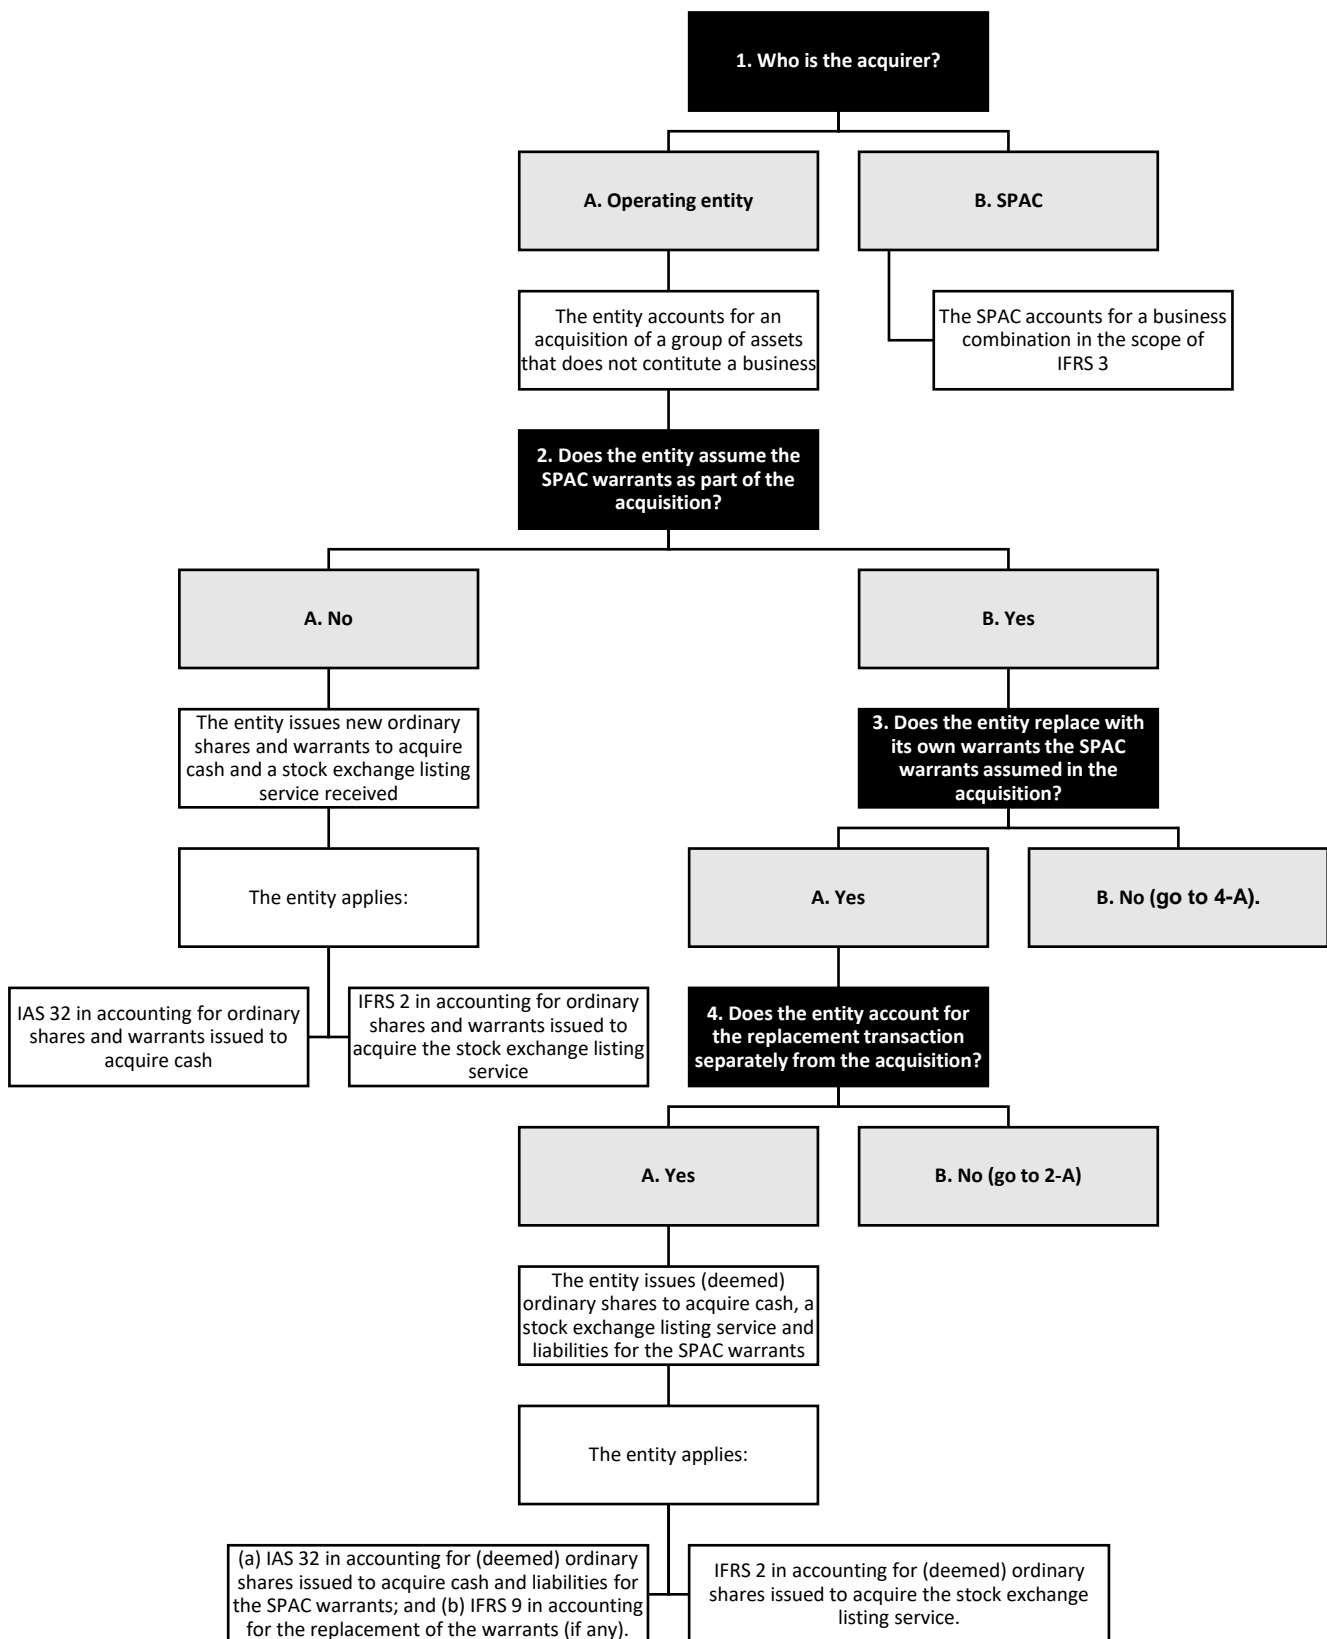 1. Who is the acquirer?
A. Operating entity
B. SPAC
The entity accounts for an
acquisition of a group of assets
that does not contitute a business
The SPAC accounts for a business
combination in the scope of
IFRS 3
2. Does the entity assume the
SPAC warrants as part of the
acquisition?
A. No
B. Yes
The entity issues new ordinary
shares and warrants to acquire
cash and a stock exchange listing
service received
3. Does the entity replace with
its own warrants the SPAC
warrants assumed in the
acquisition?
The entity applies:
A. Yes
B. No (go to 4-A).
IAS 32 in accounting for ordinary
shares and warrants issued to
acquire cash
IFRS 2 in accounting for ordinary
shares and warrants issued to
acquire the stock exchange listing
service
4. Does the entity account for
the replacement transaction
separately from the acquisition?
A. Yes
B. No (go to 2-A)
The entity issues (deemed)
ordinary shares to acquire cash, a
stock exchange listing service and
liabilities for the SPAC warrants
The entity applies:
(a) IAS 32 in accounting for (deemed) ordinary
shares issued to acquire cash and liabilities for
the SPAC warrants; and (b) IFRS 9 in accounting
for the replacement of the warrants (if any).
IFRS 2 in accounting for (deemed) ordinary
shares issued to acquire the stock exchange
listing service.